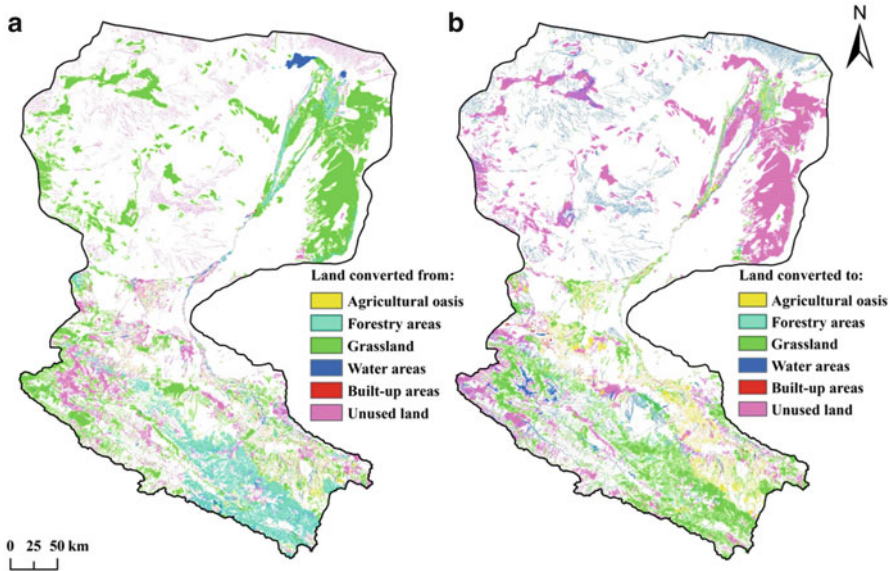 a
b
N
Land converted from:
Agricultural oasis
Forestry areas
Grassland
Water areas
Built-up areas
Unused land
Land converted to:
Agricultural oasis
Forestry areas
Grassland
Water areas
Built-up areas
Unused land
0 25 50 km